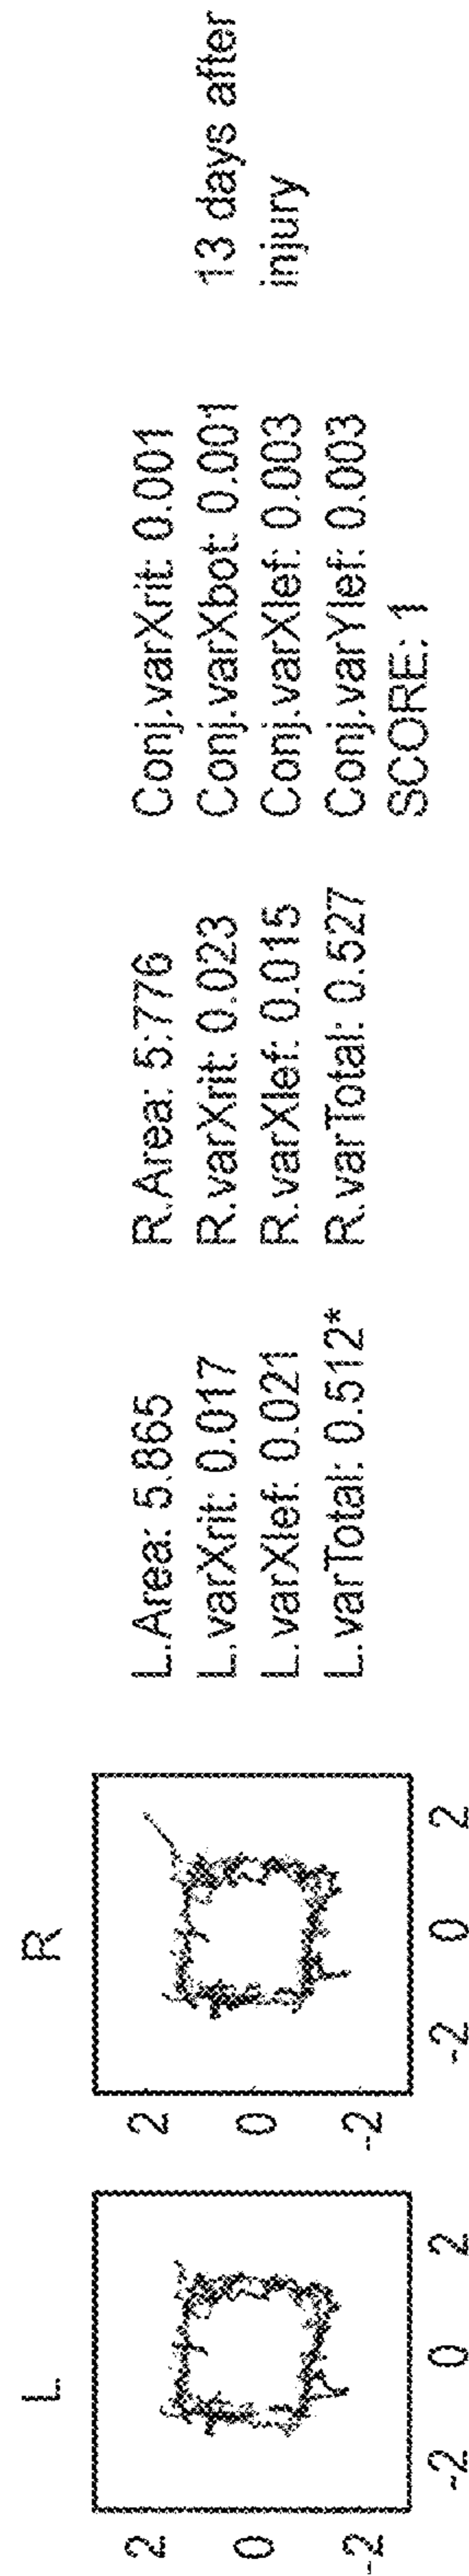 L
R
2
0
-2
-2
0
2
2
0
-2
-2
0
2
L.Area: 5.865
L.varXrit: 0.017
L.varXlef: 0.021
L.varTotal: 0.512*
R.Area: 5.776
R.varXrit: 0.023
R.varXlef: 0.015
R.varTotal: 0.527
Conj.varXrit: 0.001
Conj.varXbot: 0.001
Conj.varXlef: 0.003
Conj.varYlef: 0.003
SCORE: 1
13 days after
injury